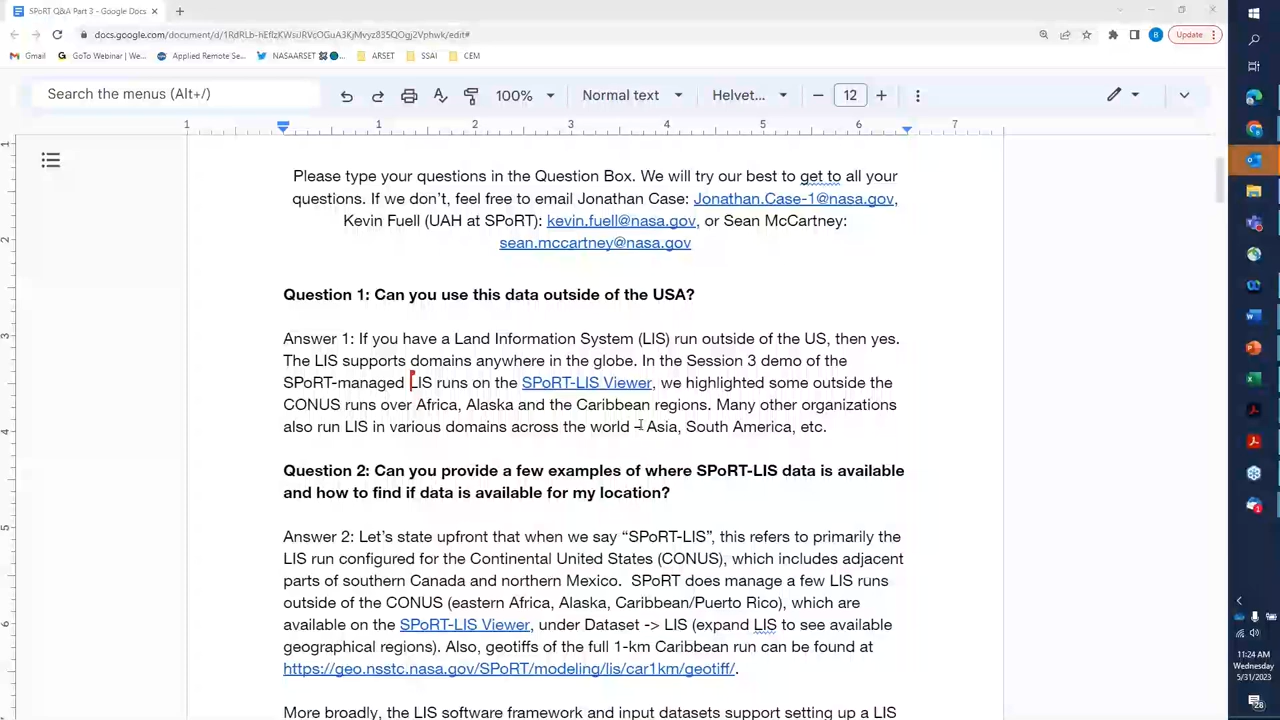 SPoRT Q&A Part 3 - Google Docs
docs.google.com/document/d/1RdRLb-hEflzKWsuRVcOGuA3KjMvyz835QOgj2Vphwk/edit#
Update
Gmail
GoTo Webinar | We...
Applied Remote Se...
NASAARSET
ARSET
SSAI
CEM
Search the menus (Alt+/)
100%
Normal text
Helvet...
12
1 1 2 3 4 5 6 7
Please type your questions in the Question Box. We will try our best to get to all your
questions. If we don't, feel free to email Jonathan Case: Jonathan.Case-1@nasa.gov,
Kevin Fuell (UAH at SPoRT): kevin.fuell@nasa.gov, or Sean McCartney:
sean.mccartney@nasa.gov
Question 1: Can you use this data outside of the USA?
Answer 1: If you have a Land Information System (LIS) run outside of the US, then yes.
The LIS supports domains anywhere in the globe. In the Session 3 demo of the
SPoRT-managed LIS runs on the SPoRT-LIS Viewer, we highlighted some outside the
CONUS runs over Africa, Alaska and the Caribbean regions. Many other organizations
also run LIS in various domains across the world – Asia, South America, etc.
Question 2: Can you provide a few examples of where SPoRT-LIS data is available
and how to find if data is available for my location?
Answer 2: Let's state upfront that when we say “SPoRT-LIS”, this refers to primarily the
LIS run configured for the Continental United States (CONUS), which includes adjacent
parts of southern Canada and northern Mexico. SPoRT does manage a few LIS runs
outside of the CONUS (eastern Africa, Alaska, Caribbean/Puerto Rico), which are
available on the SPoRT-LIS Viewer, under Dataset -> LIS (expand LIS to see available
geographical regions). Also, geotiffs of the full 1-km Caribbean run can be found at
https://geo.nsstc.nasa.gov/SPoRT/modeling/lis/car1km/geotiff/.
More broadly, the LIS software framework and input datasets support setting up a LIS
1
2
3
4
5
6
11:24 AM
Wednesday
5/31/2023
28